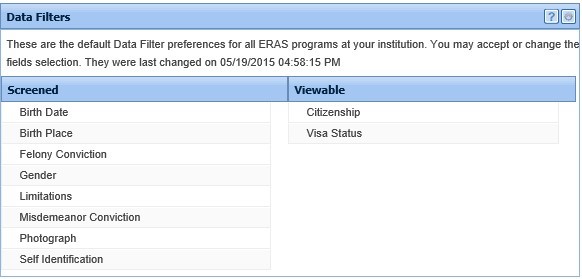 Data Filters
?
These are the default Data Filter preferences for all ERAS programs at your institution. You may accept or change the
fields selection. They were last changed on 05/19/2015 04:58:15 PM
Screened Viewable
Birth Date Citizenship
Birth Place Visa Status
Felony Conviction
Gender
Limitations
Misdemeanor Conviction
Photograph
Self Identification